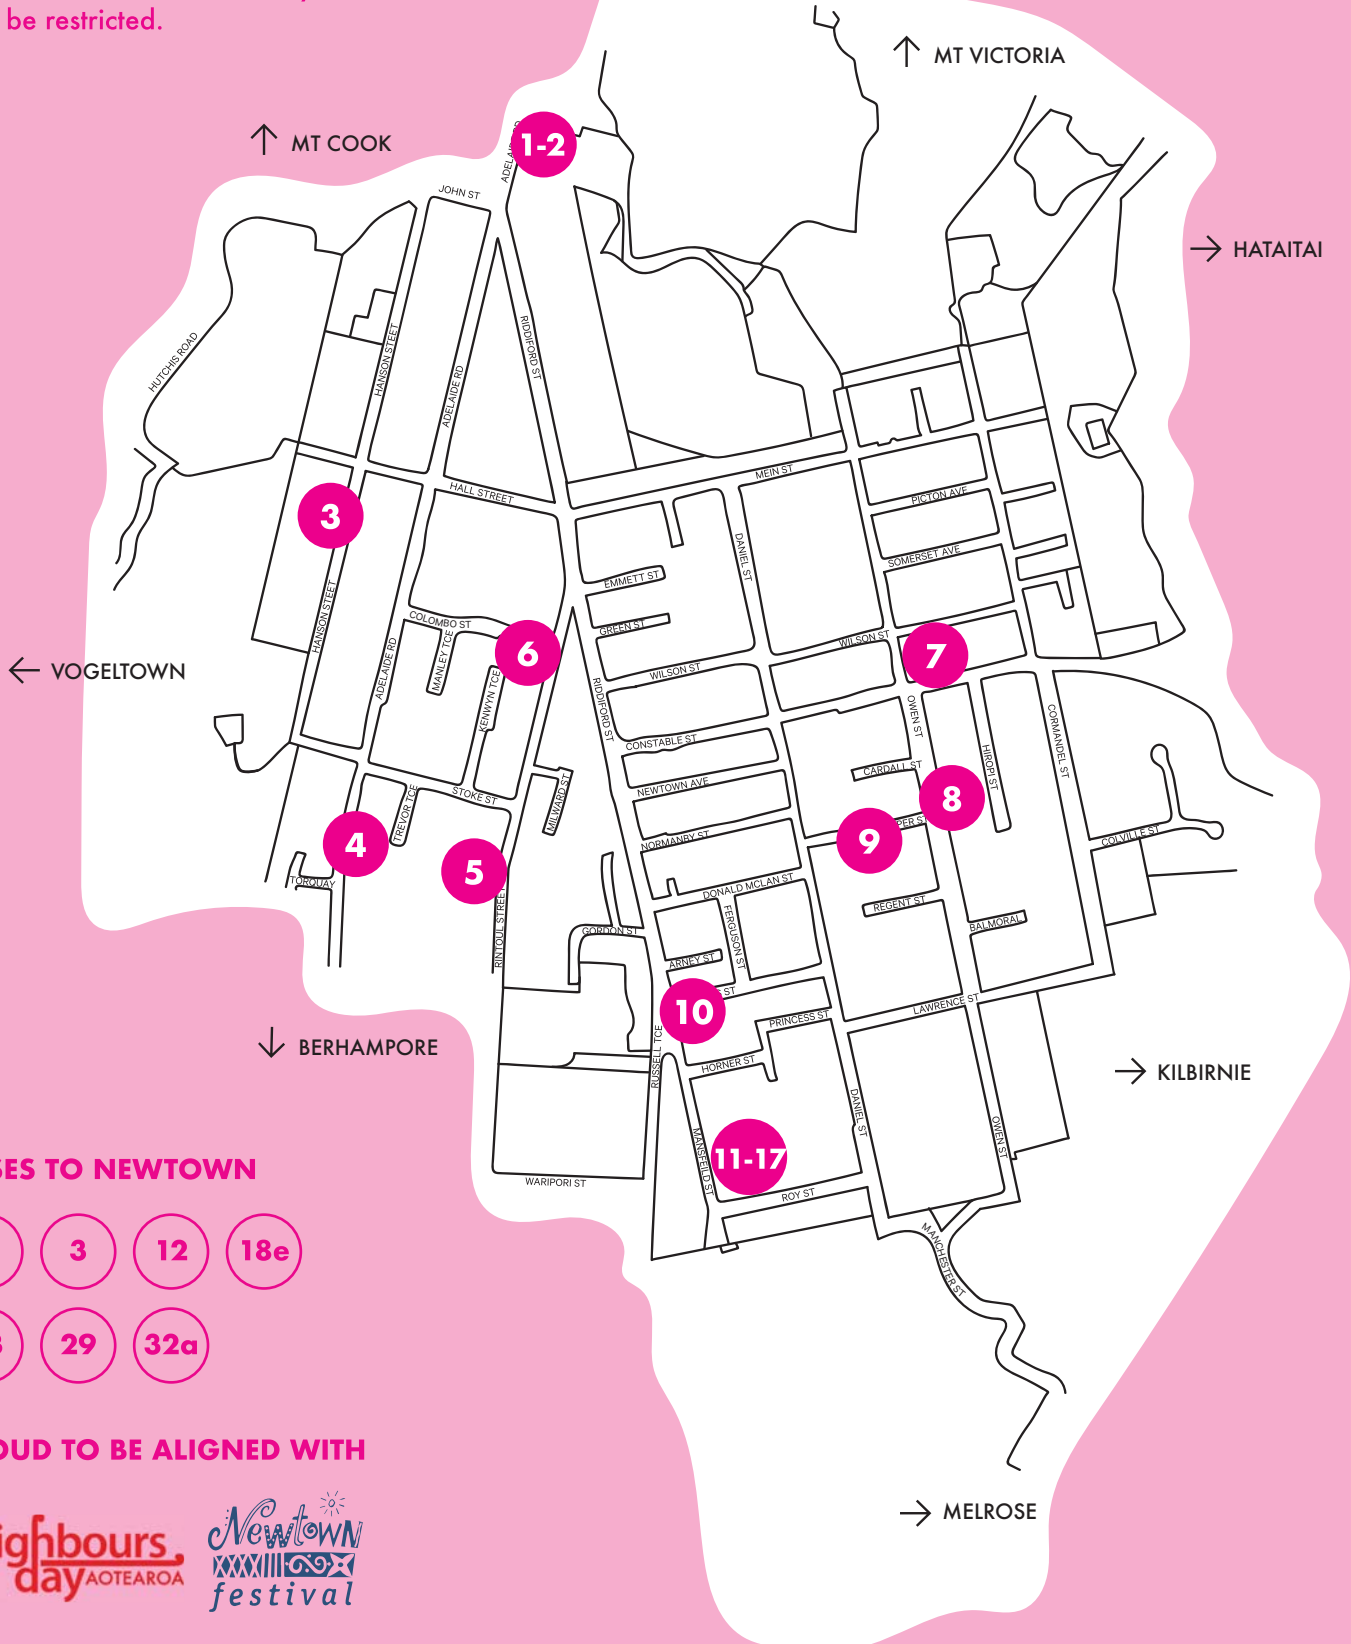 be restricted.
MT VICTORIA
MT COOK
1-2
JOHN ST
HATAITAI
RIDDIFORD ST
HUTCHIS ROAD
HANSON STREET
ADELAIDE RD
MEIN ST
HALL STREET
PICTON AVE
3
DANIEL ST
SOMERSET AVE
EMMETT ST
HANSON STREET
COLOMBO ST
GREEN ST
WILSON ST
6
7
MANLEY TCE
ADELAIDE RD
VOGELTOWN
WILSON ST
KENWYN TCE
RIDDIFORD ST
OWEN ST
CORMANDEL ST
CONSTABLE ST
HIROPI ST
CARDALL ST
NEWTOWN AVE
STOKE ST
8
MILWARD ST
TREVOR TCE
PER ST
4
9
NORMANBY ST
COLVILLE ST
5
TORQUAY
DONALD MCLAN ST
REGENT ST
RINTOUL STREET
FERGUSON ST
BALMORAL
GORDON ST
ARNEY ST
ST
10
LAWRENCE ST
PRINCESS ST
BERHAMPORE
RUSSELL TCE
HORNER ST
KILBIRNIE
DANIEL ST
OWEN ST
MANSFEILD ST
11-17
SES TO NEWTOWN
WARIPORI ST
ROY ST
3
12
18e
MANCHESTER ST
29
32a
OUD TO BE ALIGNED WITH
MELROSE
ighbours
day AOTEAROA
Newtown
festival